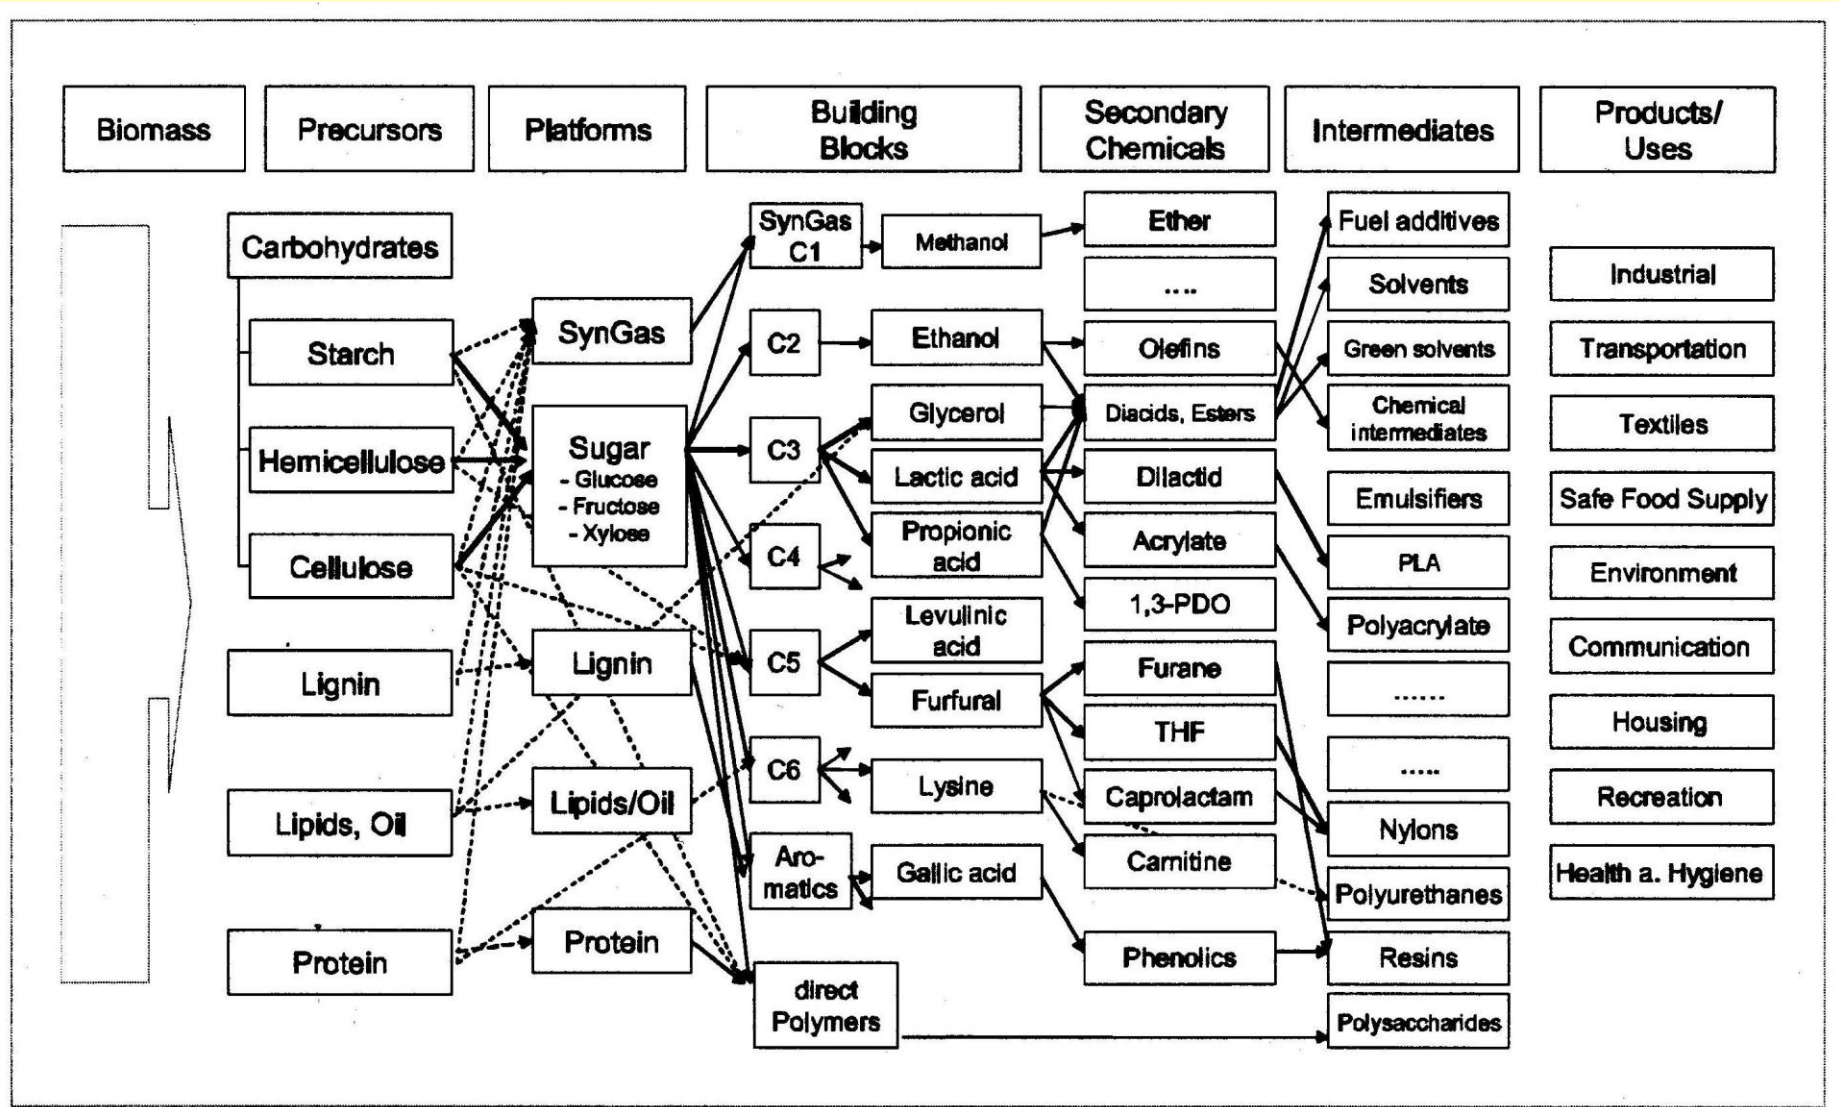 Biomass
Precursors
Platforms
Building
Blocks
Secondary
Chemicals
Intermediates
Products/
Uses
Carbohydrates
Starch
Hemicellulose
Cellulose
Lignin
Lipids, Oil
Protein
SynGas
Sugar
- Glucose
- Fructose
- Xylose
Lignin
Lipids/Oil
Protein
SynGas
C1
C2
C3
C4
C5
C6
Aro-
matics
direct
Polymers
Methanol
Ethanol
Glycerol
Lactic acid
Propionic
acid
Levulinic
acid
Furfural
Lysine
Gallic acid
Ether
....
Olefins
Diacids, Esters
Dilactid
Acrylate
1,3-PDO
Furane
THF
Caprolactam
Carnitine
Phenolics
Fuel additives
Solvents
Green solvents
Chemical
intermediates
Emulsifiers
PLA
Polyacrylate
......
.....
Nylons
Polyurethanes
Resins
Polysaccharides
Industrial
Transportation
Textiles
Safe Food Supply
Environment
Communication
Housing
Recreation
Health a. Hygiene